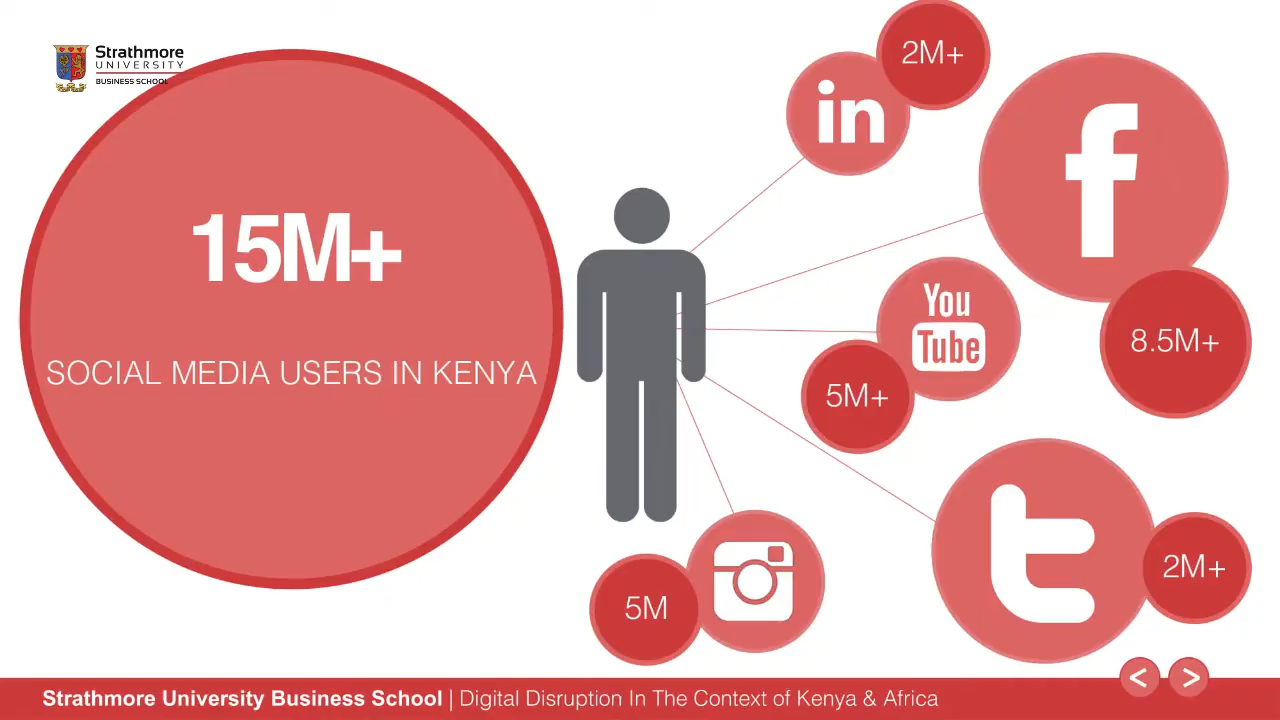 Strathmore
UNIVERSITY
BUSINESS SCHOOL
15M+
SOCIAL MEDIA USERS IN KENYA
in
2M+
f
8.5M+
You
Tube
5M+
t
2M+
5M
< >
Strathmore University Business School | Digital Disruption In The Context of Kenya & Africa